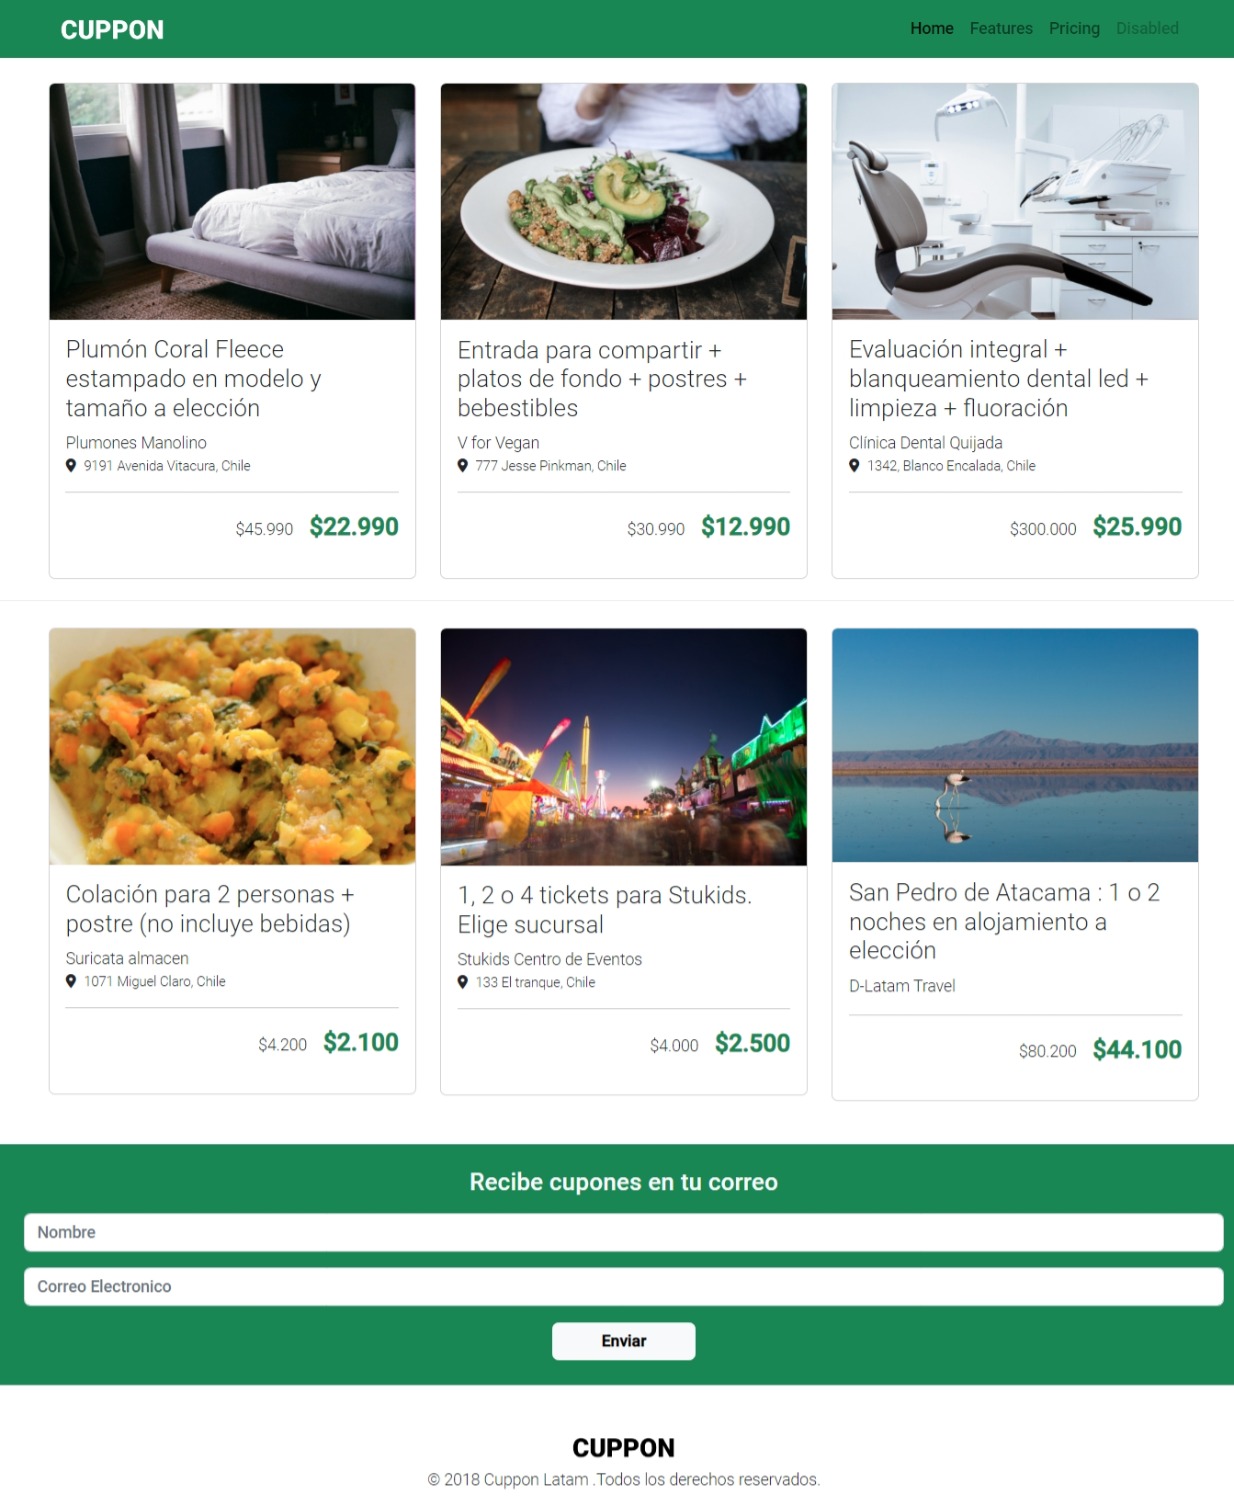 CUPPON
Home Features Pricing Disabled
Plumón Coral Fleece
estampado en modelo y
tamaño a elección
Plumones Manolino
9191 Avenida Vitacura, Chile
$45.990 $22.990
Entrada para compartir +
platos de fondo + postres +
bebestibles
V for Vegan
777 Jesse Pinkman, Chile
$30.990 $12.990
Evaluación integral +
blanqueamiento dental led +
limpieza + fluoración
Clínica Dental Quijada
1342, Blanco Encalada, Chile
$300.000 $25.990
Colación para 2 personas +
postre (no incluye bebidas)
Suricata almacen
1071 Miguel Claro, Chile
$4.200 $2.100
1, 2 o 4 tickets para Stukids.
Elige sucursal
Stukids Centro de Eventos
133 El tranque, Chile
$4.000 $2.500
San Pedro de Atacama : 1 o 2
noches en alojamiento a
elección
D-Latam Travel
$80.200 $44.100
Recibe cupones en tu correo
Nombre
Correo Electronico
Enviar
CUPPON
© 2018 Cuppon Latam .Todos los derechos reservados.